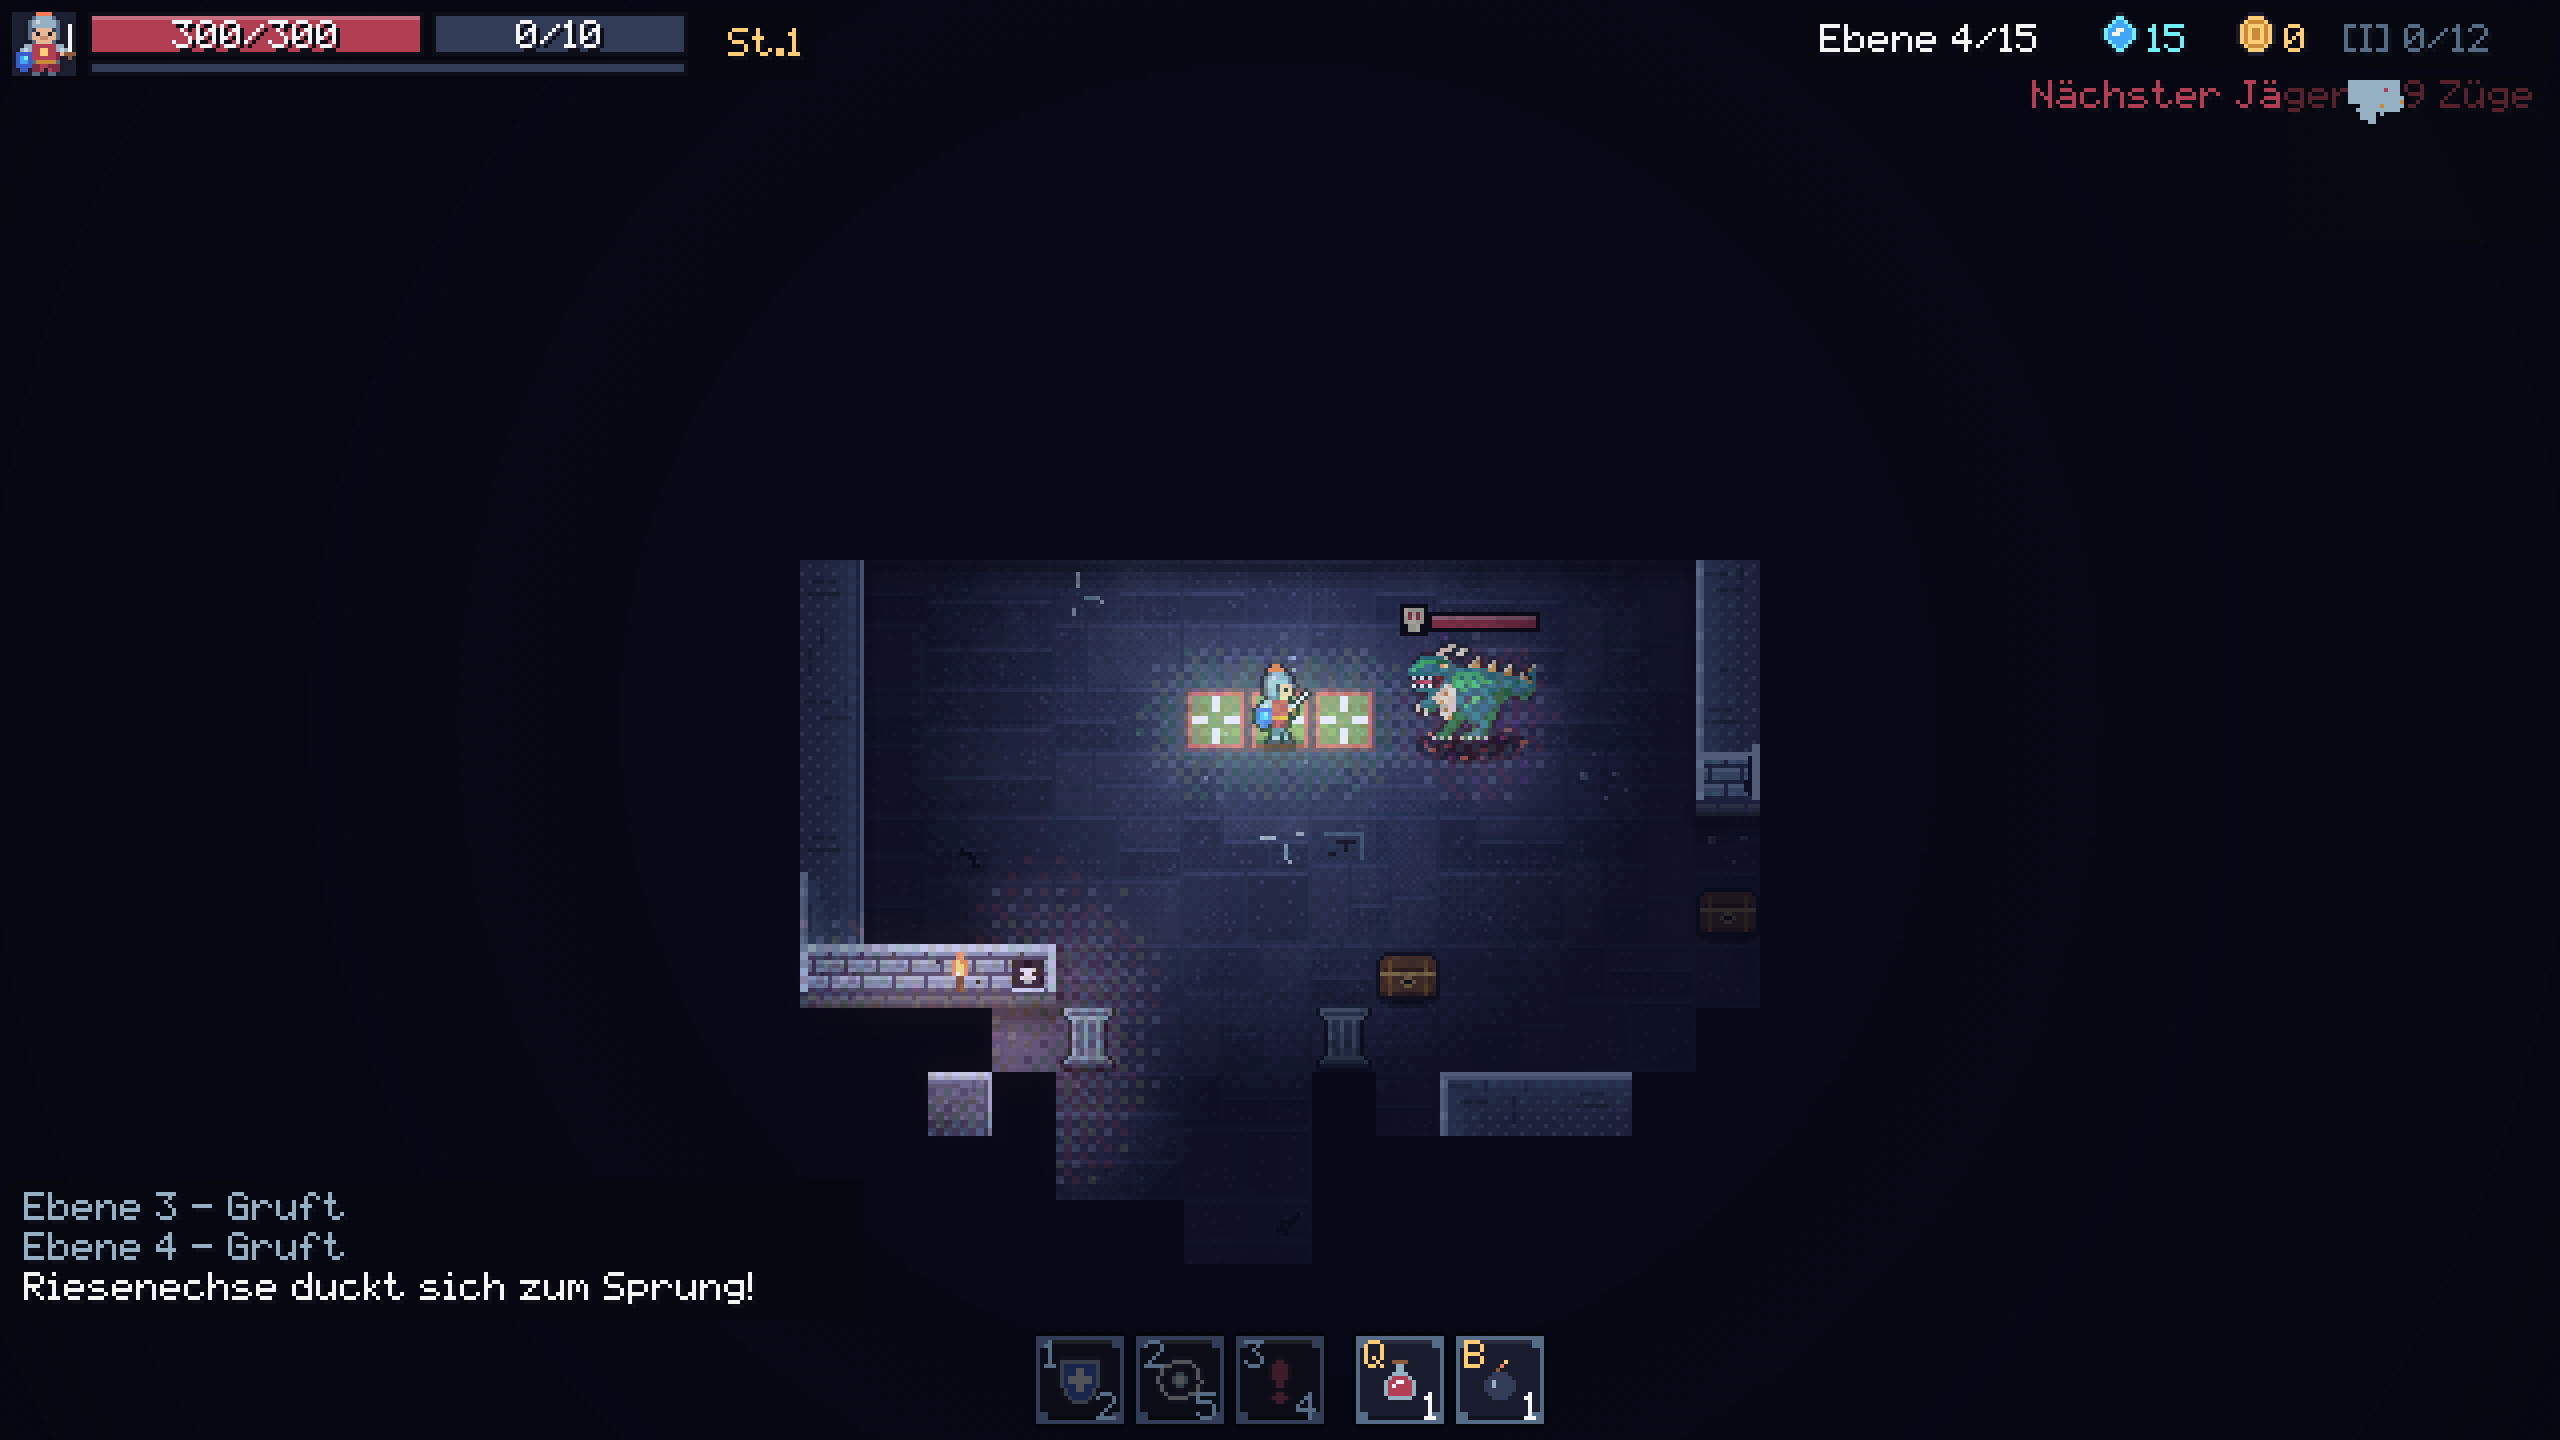 300/300
0/10
St.1
Ebene 4/15
15
0
[I] 0/12
Nächster Jäger 9 Züge
Ebene 3 - Gruft
Ebene 4 - Gruft
Riesenechse duckt sich zum Sprung!
1 2
2 5
3 4
Q 1
B 1